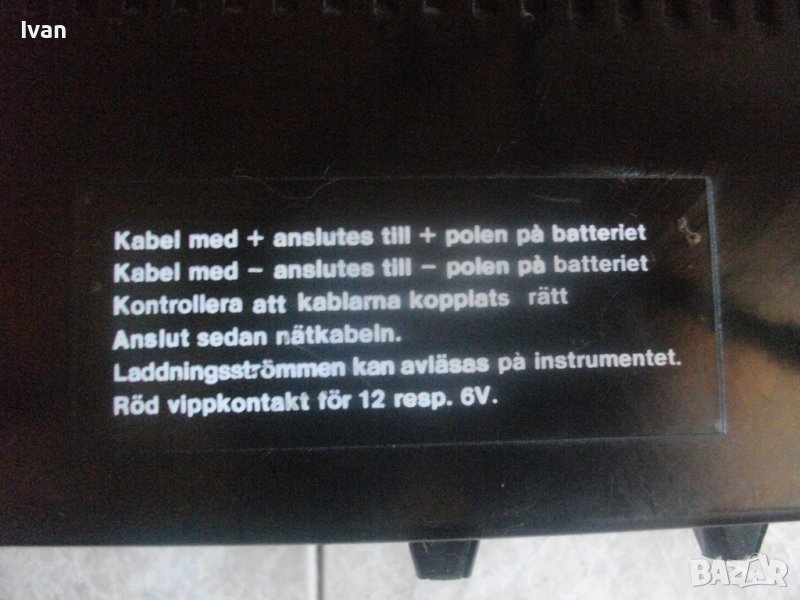 Ivan
Kabel med + anslutes till + polen på batteriet
Kabel med - anslutes till - polen på batteriet
Kontrollera att kablarna kopplats rätt
Anslut sedan nätkabeln.
Laddningsströmmen kan avläsas på instrumentet.
Röd vippkontakt för 12 resp. 6V.
BAZAR